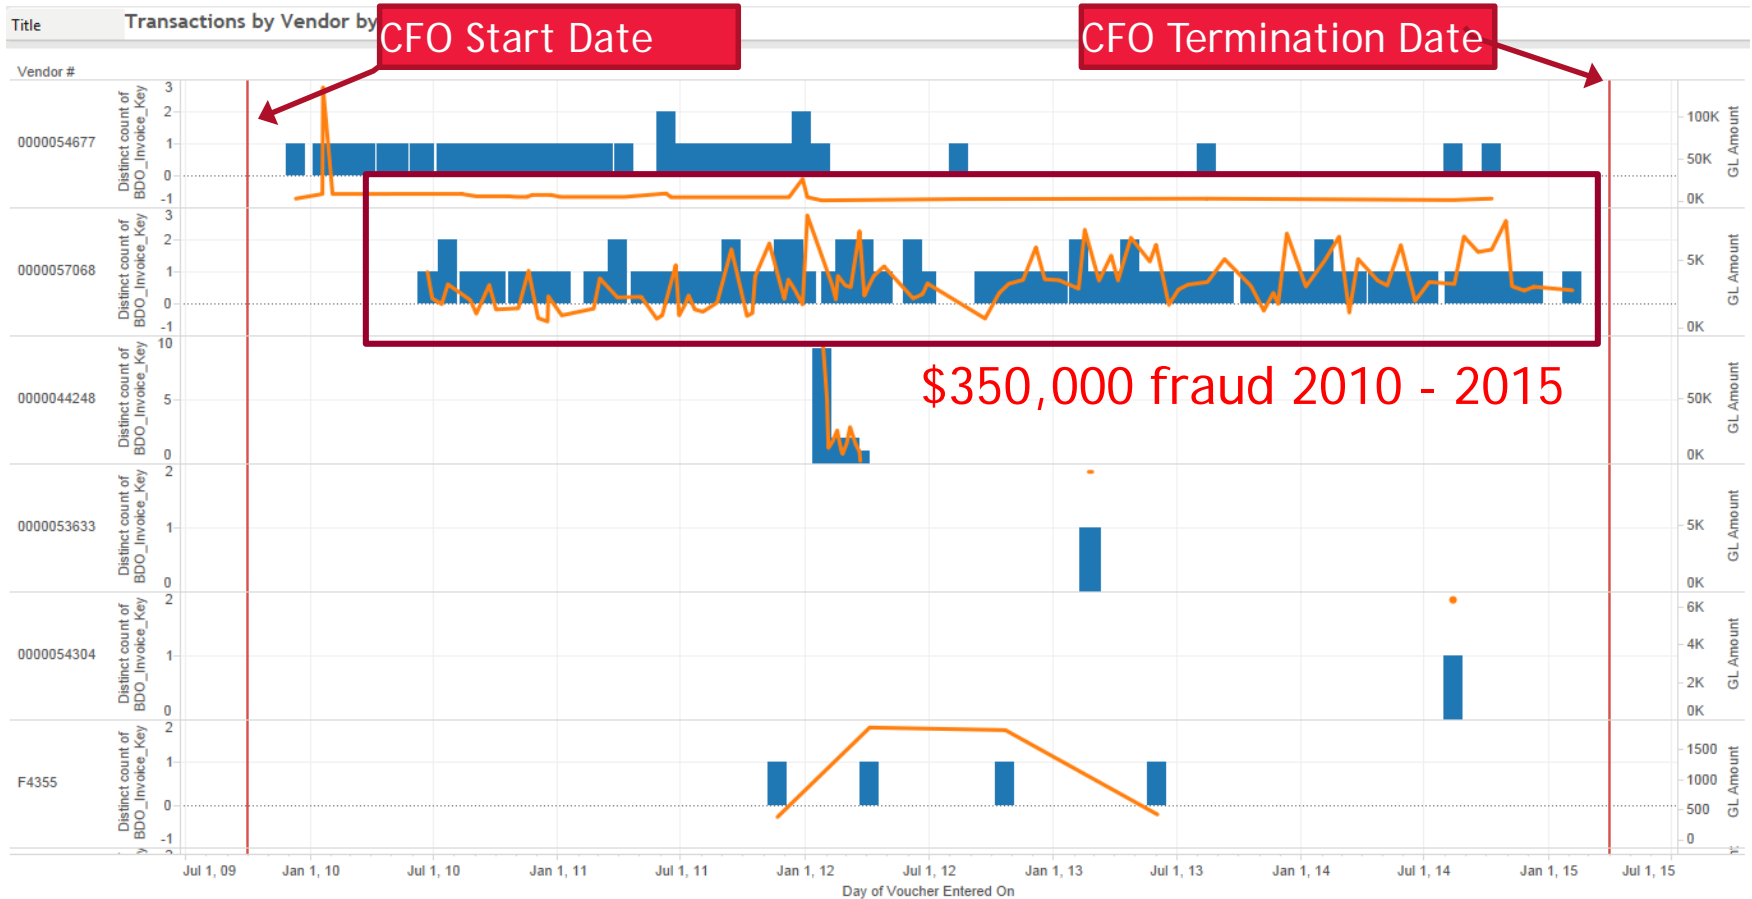 Title
Transactions by Vendor by
CFO Start Date
CFO Termination Date
Vendor #
0000054677
Distinct count of
BDO_Invoice_Key
3
2
1
0
-1
100K
50K
0K
GL Amount
0000057068
Distinct count of
BDO_Invoice_Key
3
2
1
0
-1
5K
0K
GL Amount
0000044248
Distinct count of
BDO_Invoice_Key
10
5
0
$350,000 fraud 2010 - 2015
50K
0K
GL Amount
0000053633
Distinct count of
BDO_Invoice_Key
2
1
0
5K
0K
GL Amount
0000054304
Distinct count of
BDO_Invoice_Key
2
1
0
6K
4K
2K
0K
GL Amount
F4355
Distinct count of
BDO_Invoice_Key
2
1
0
-1
1500
1000
500
0
GL Amount
Jul 1, 09 Jan 1, 10 Jul 1, 10 Jan 1, 11 Jul 1, 11 Jan 1, 12 Jul 1, 12 Jan 1, 13 Jul 1, 13 Jan 1, 14 Jul 1, 14 Jan 1, 15 Jul 1, 15
Day of Voucher Entered On